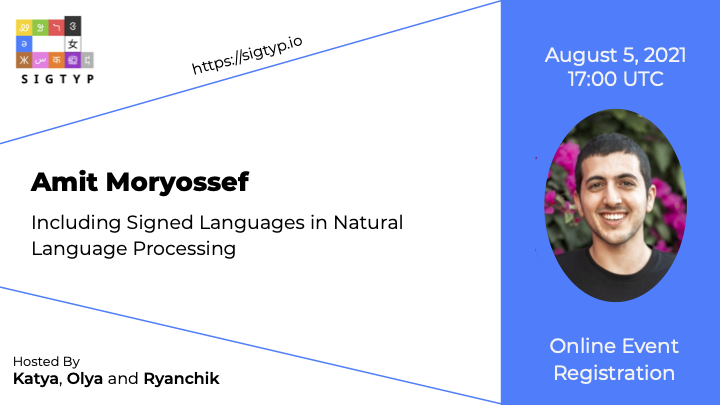 SIGTYP
https://sigtyp.io
August 5, 2021
17:00 UTC
Amit Moryossef
Including Signed Languages in Natural
Language Processing
Hosted By
Katya, Olya and Ryanchik
Online Event
Registration